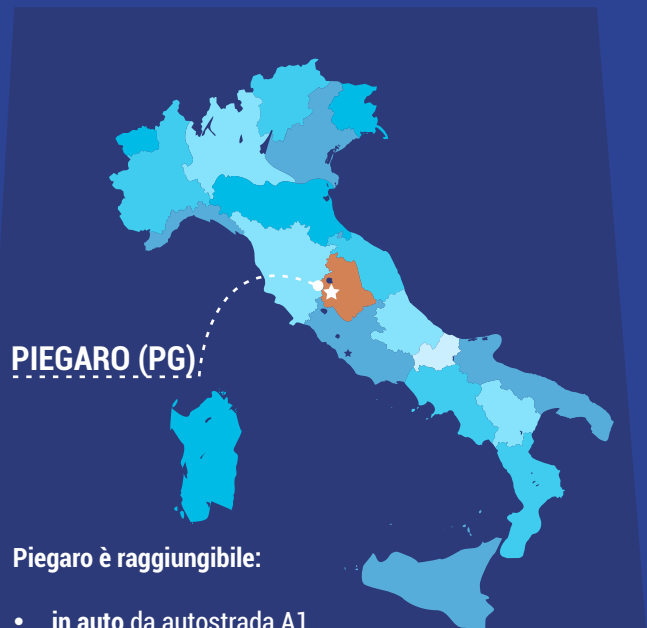 PIEGARO (PG)
Piegaro è raggiungibile:
• in auto da autostrada A1